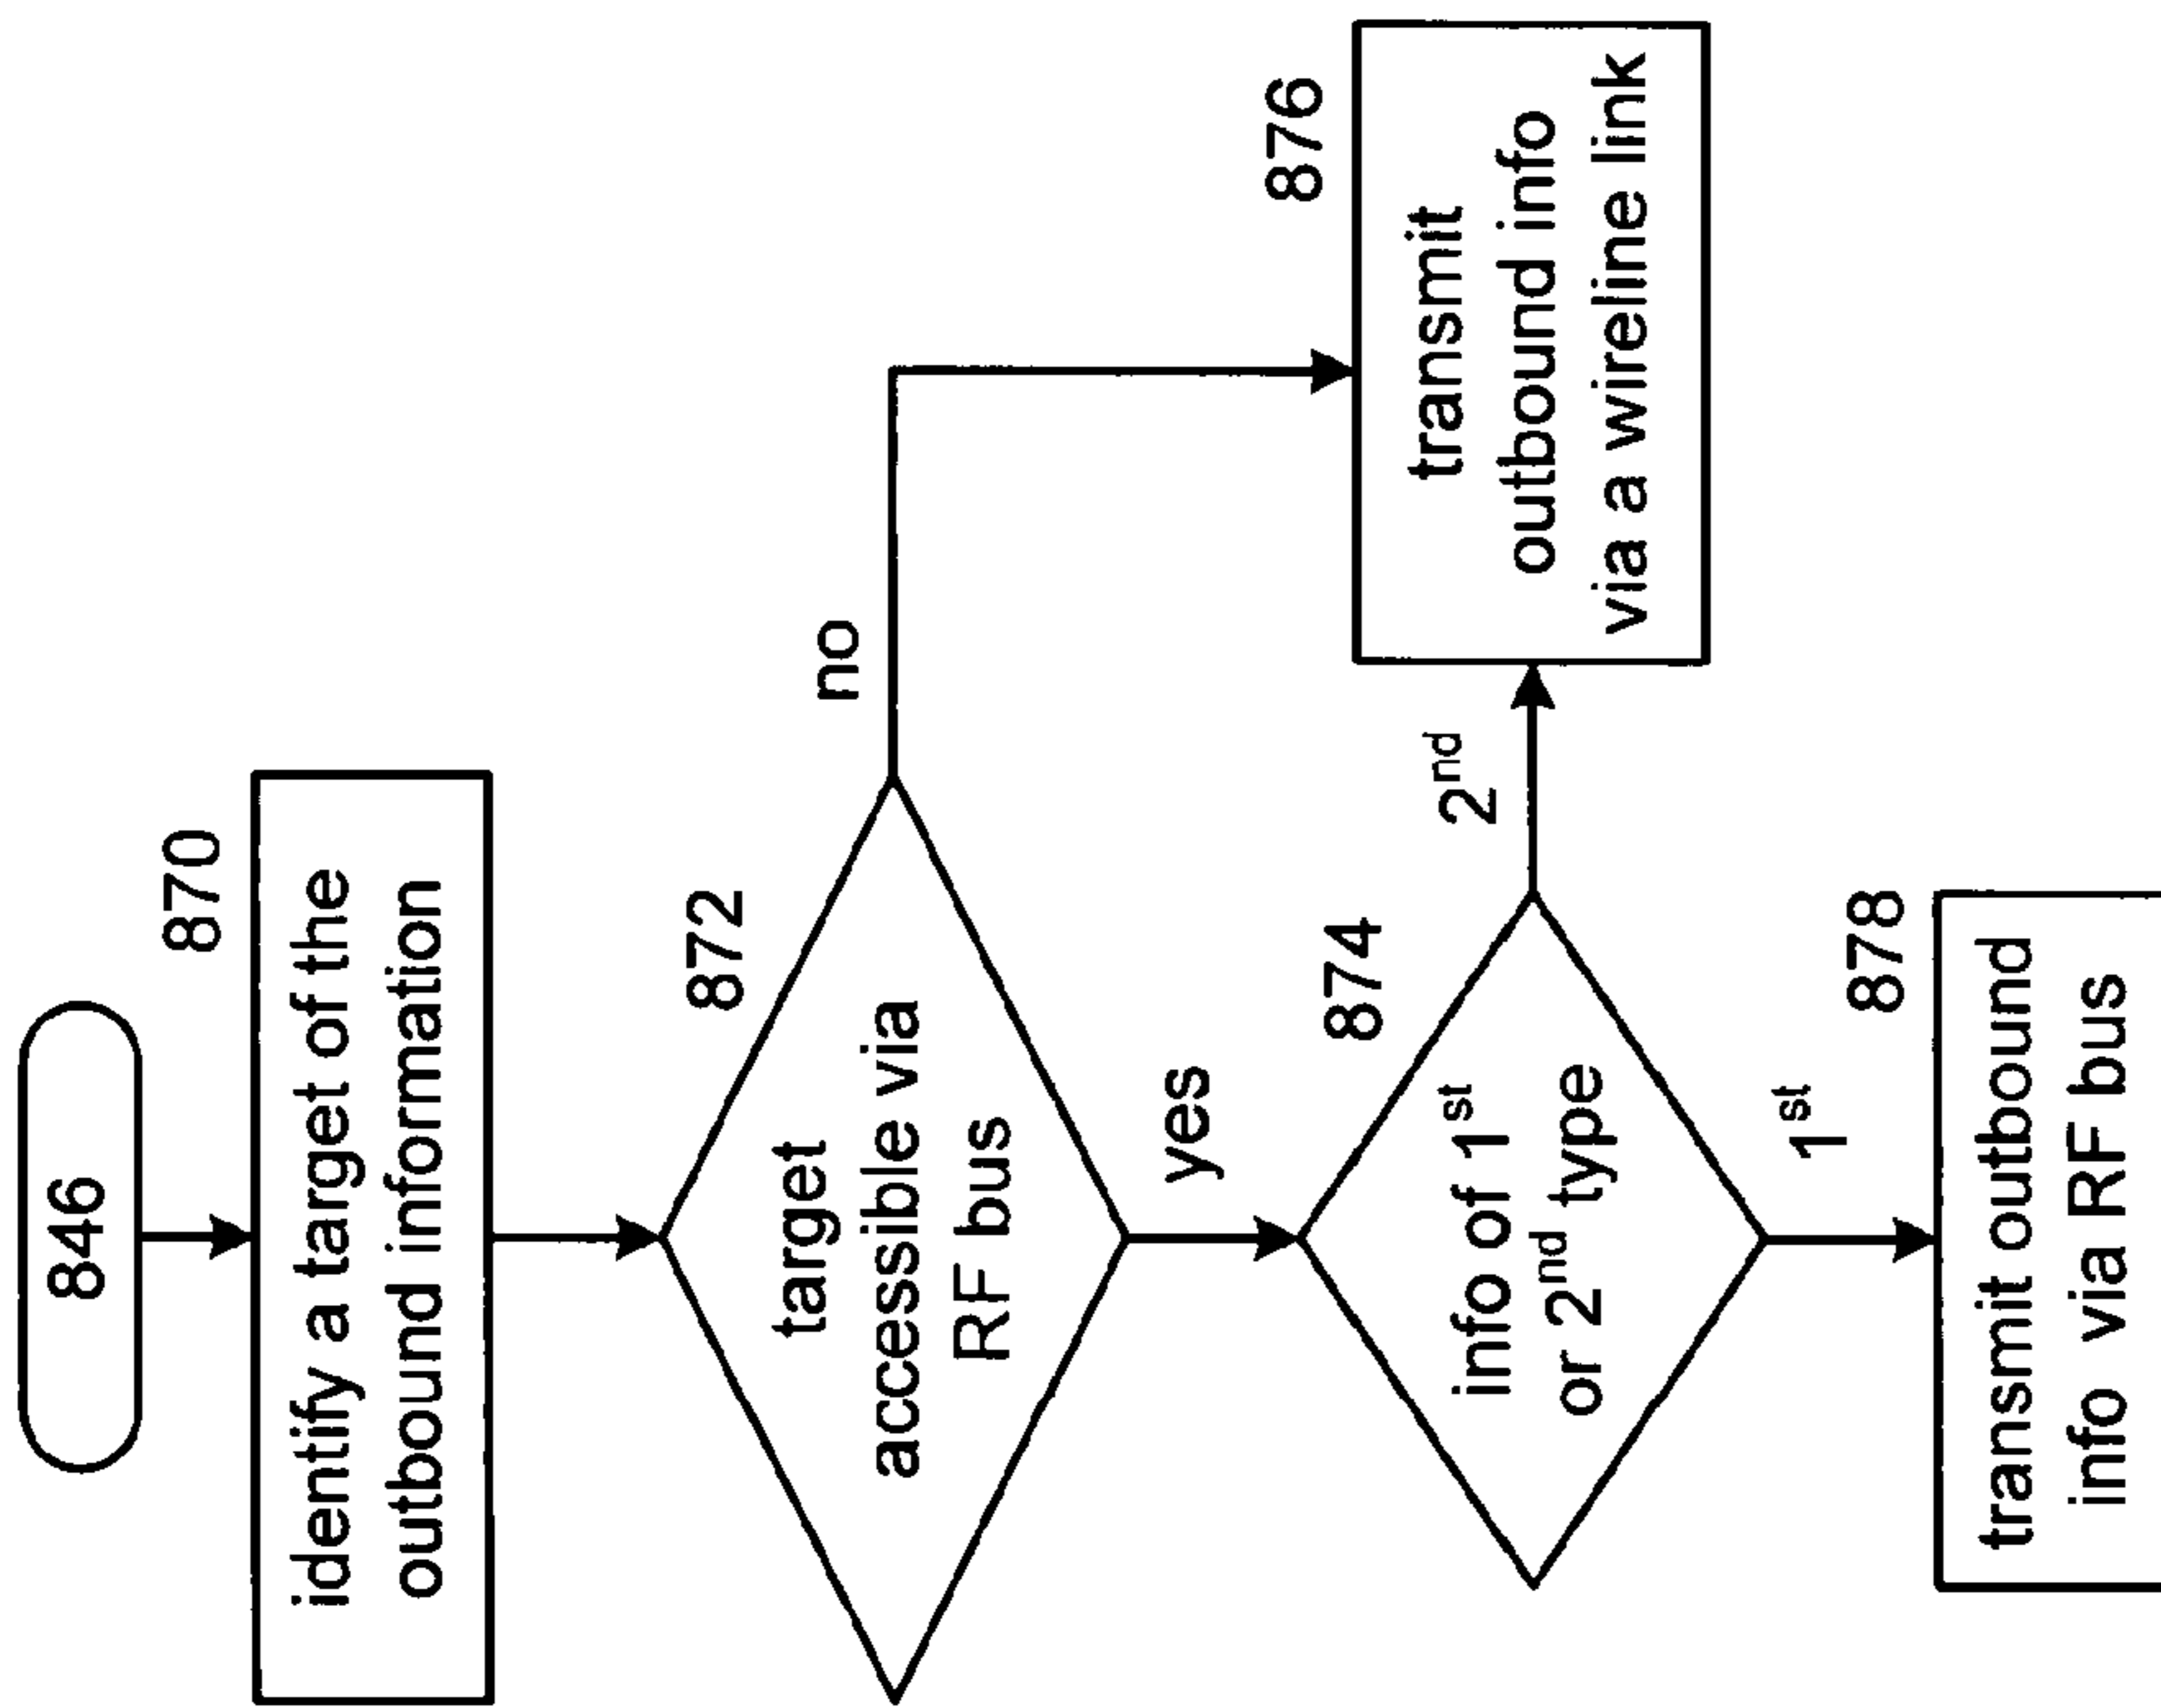 846
870
identify a target of the
outbound information
872
target
accessible via
RF bus
no
yes
874
info of 1st
or 2nd type
2nd
876
transmit
outbound info
via a wireline link
1st
878
transmit outbound
info via RF bus